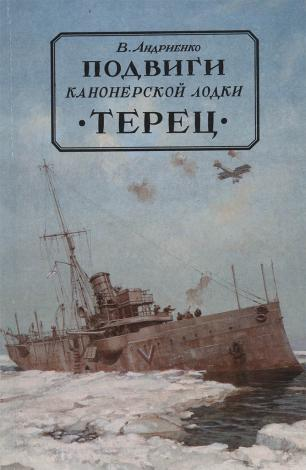 В. Андриенко
ПОДВИГИ
КАНОНЕРСКОЙ ЛОДКИ
• ТЕРЕЦ •